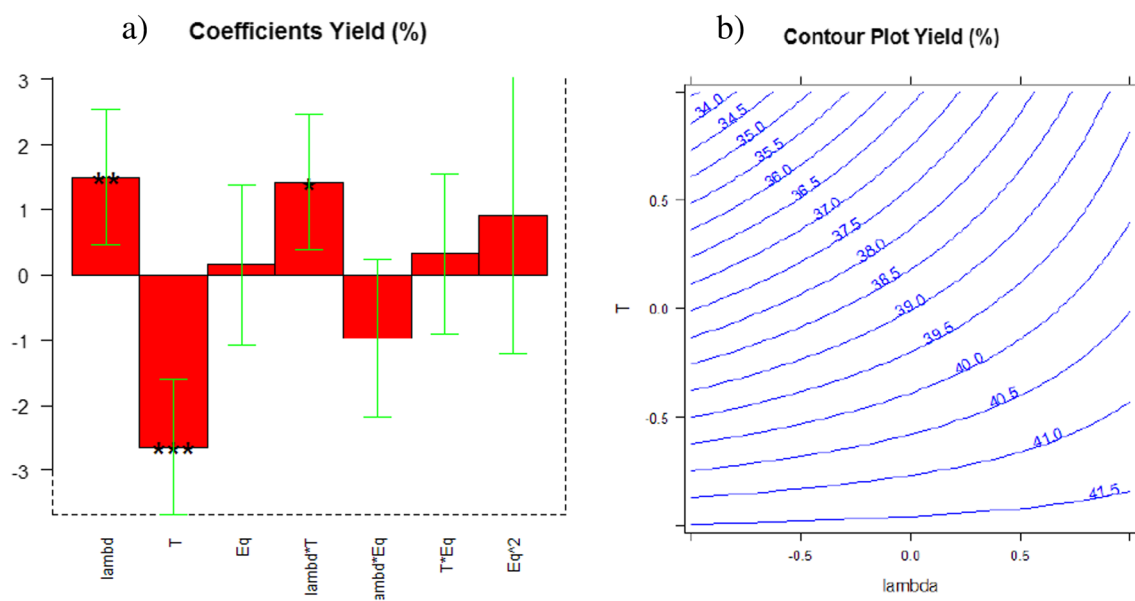 a)
Coefficients Yield (%)
3
2
1
0
-1
-2
-3
**
***
*
lambd
T
Eq
lambd*T
lambd*Eq
T*Eq
Eq^2
b)
Contour Plot Yield (%)
34.0
34.5
35.0
35.5
36.0
36.5
37.0
37.5
38.0
38.5
39.0
39.5
40.0
40.5
41.0
41.5
T
0.5
0.0
-0.5
-0.5
0.0
0.5
lambda